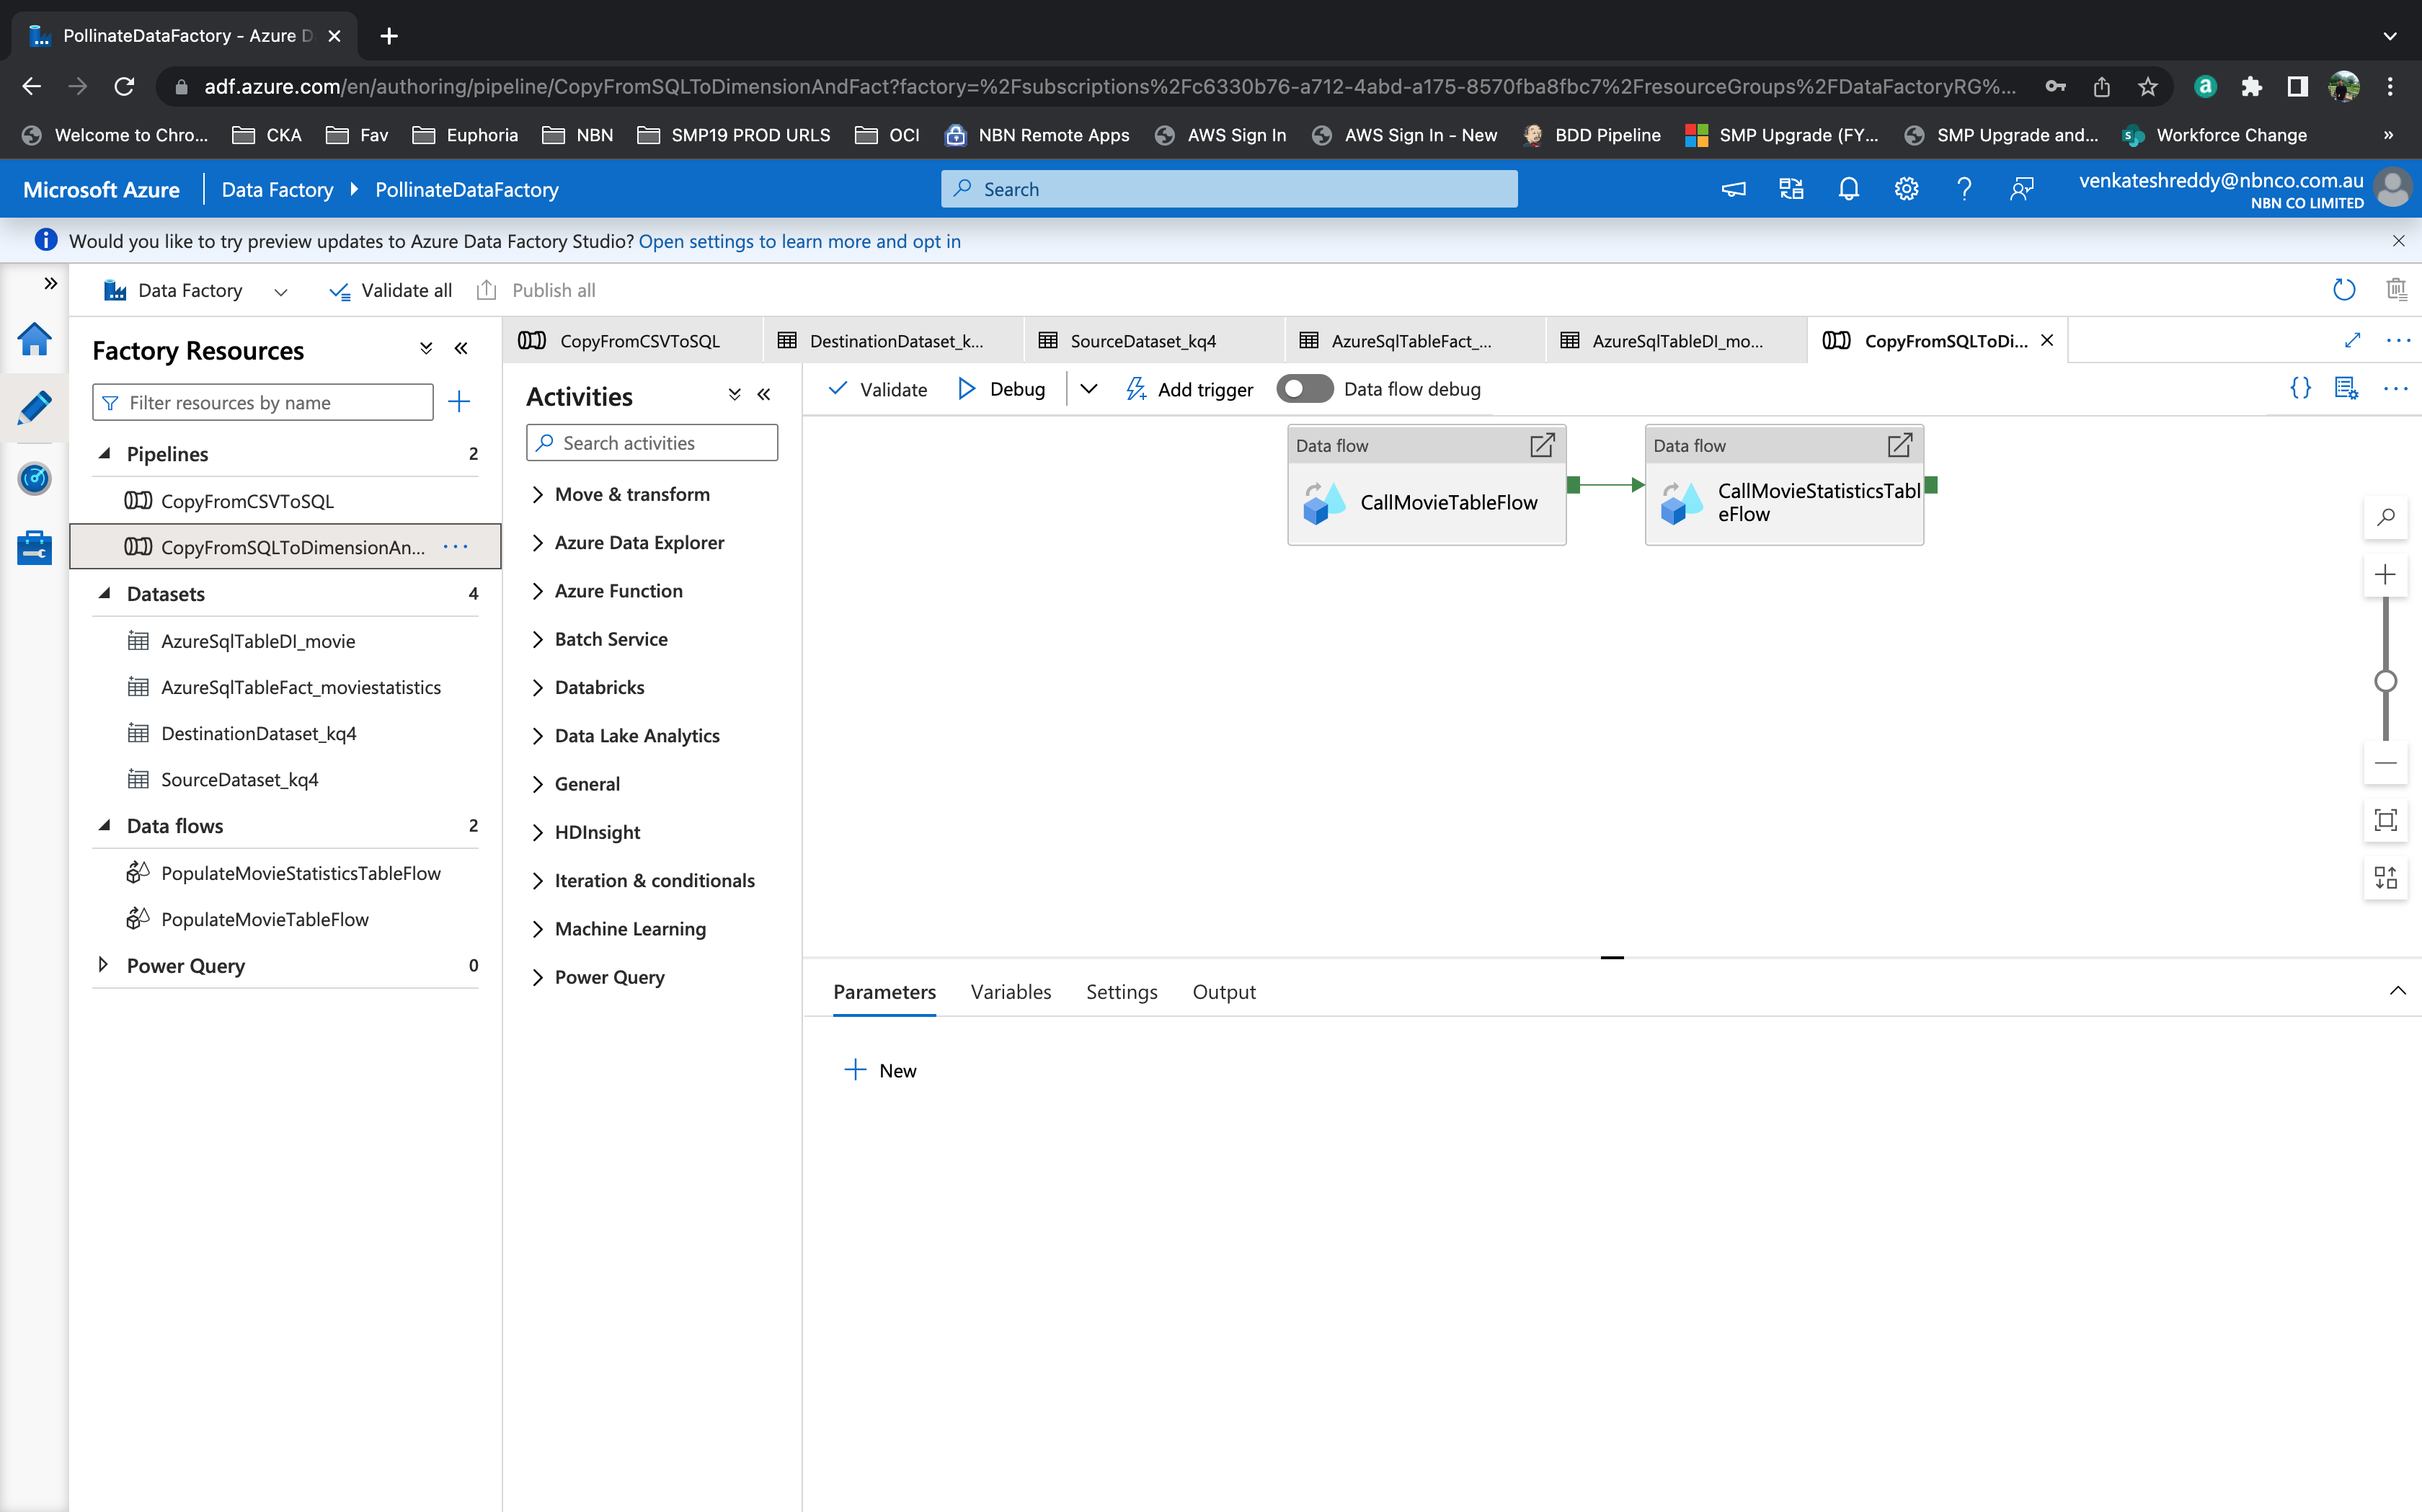 PollinateDataFactory - Azure D
adf.azure.com/en/authoring/pipeline/CopyFromSQLToDimensionAndFact?factory=%2Fsubscriptions%2Fc6330b76-a712-4abd-a175-8570fba8fbc7%2FresourceGroups%2FDataFactoryRG%...
Welcome to Chro... CKA Fav Euphoria NBN SMP19 PROD URLS OCI NBN Remote Apps AWS Sign In AWS Sign In - New BDD Pipeline SMP Upgrade (FY... SMP Upgrade and... Workforce Change »
Microsoft Azure Data Factory PollinateDataFactory Search venkateshreddy@nbnco.com.au
NBN CO LIMITED
Would you like to try preview updates to Azure Data Factory Studio? Open settings to learn more and opt in
Data Factory Validate all Publish all
Factory Resources
Filter resources by name
Pipelines 2
CopyFromCSVToSQL
CopyFromSQLToDimensionAn... ...
Datasets 4
AzureSqlTableDI_movie
AzureSqlTableFact_moviestatistics
DestinationDataset_kq4
SourceDataset_kq4
Data flows 2
PopulateMovieStatisticsTableFlow
PopulateMovieTableFlow
Power Query 0
CopyFromCSVToSQL DestinationDataset_k... SourceDataset_kq4 AzureSqlTableFact_... AzureSqlTableDI_mo... CopyFromSQLToDi...
Activities
Search activities
Move & transform
Azure Data Explorer
Azure Function
Batch Service
Databricks
Data Lake Analytics
General
HDInsight
Iteration & conditionals
Machine Learning
Power Query
Validate Debug Add trigger Data flow debug
Data flow
CallMovieTableFlow
Data flow
CallMovieStatisticsTabl
eFlow
Parameters Variables Settings Output
New